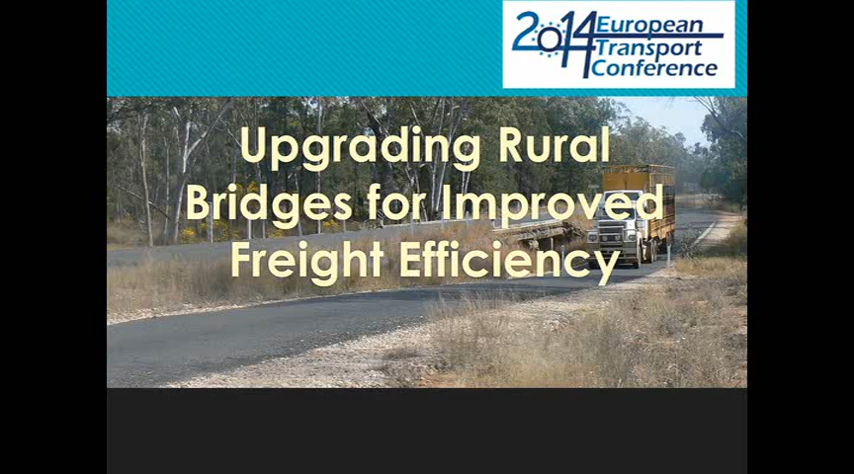 2014 European
Transport
Conference
Upgrading Rural
Bridges for Improved
Freight Efficiency